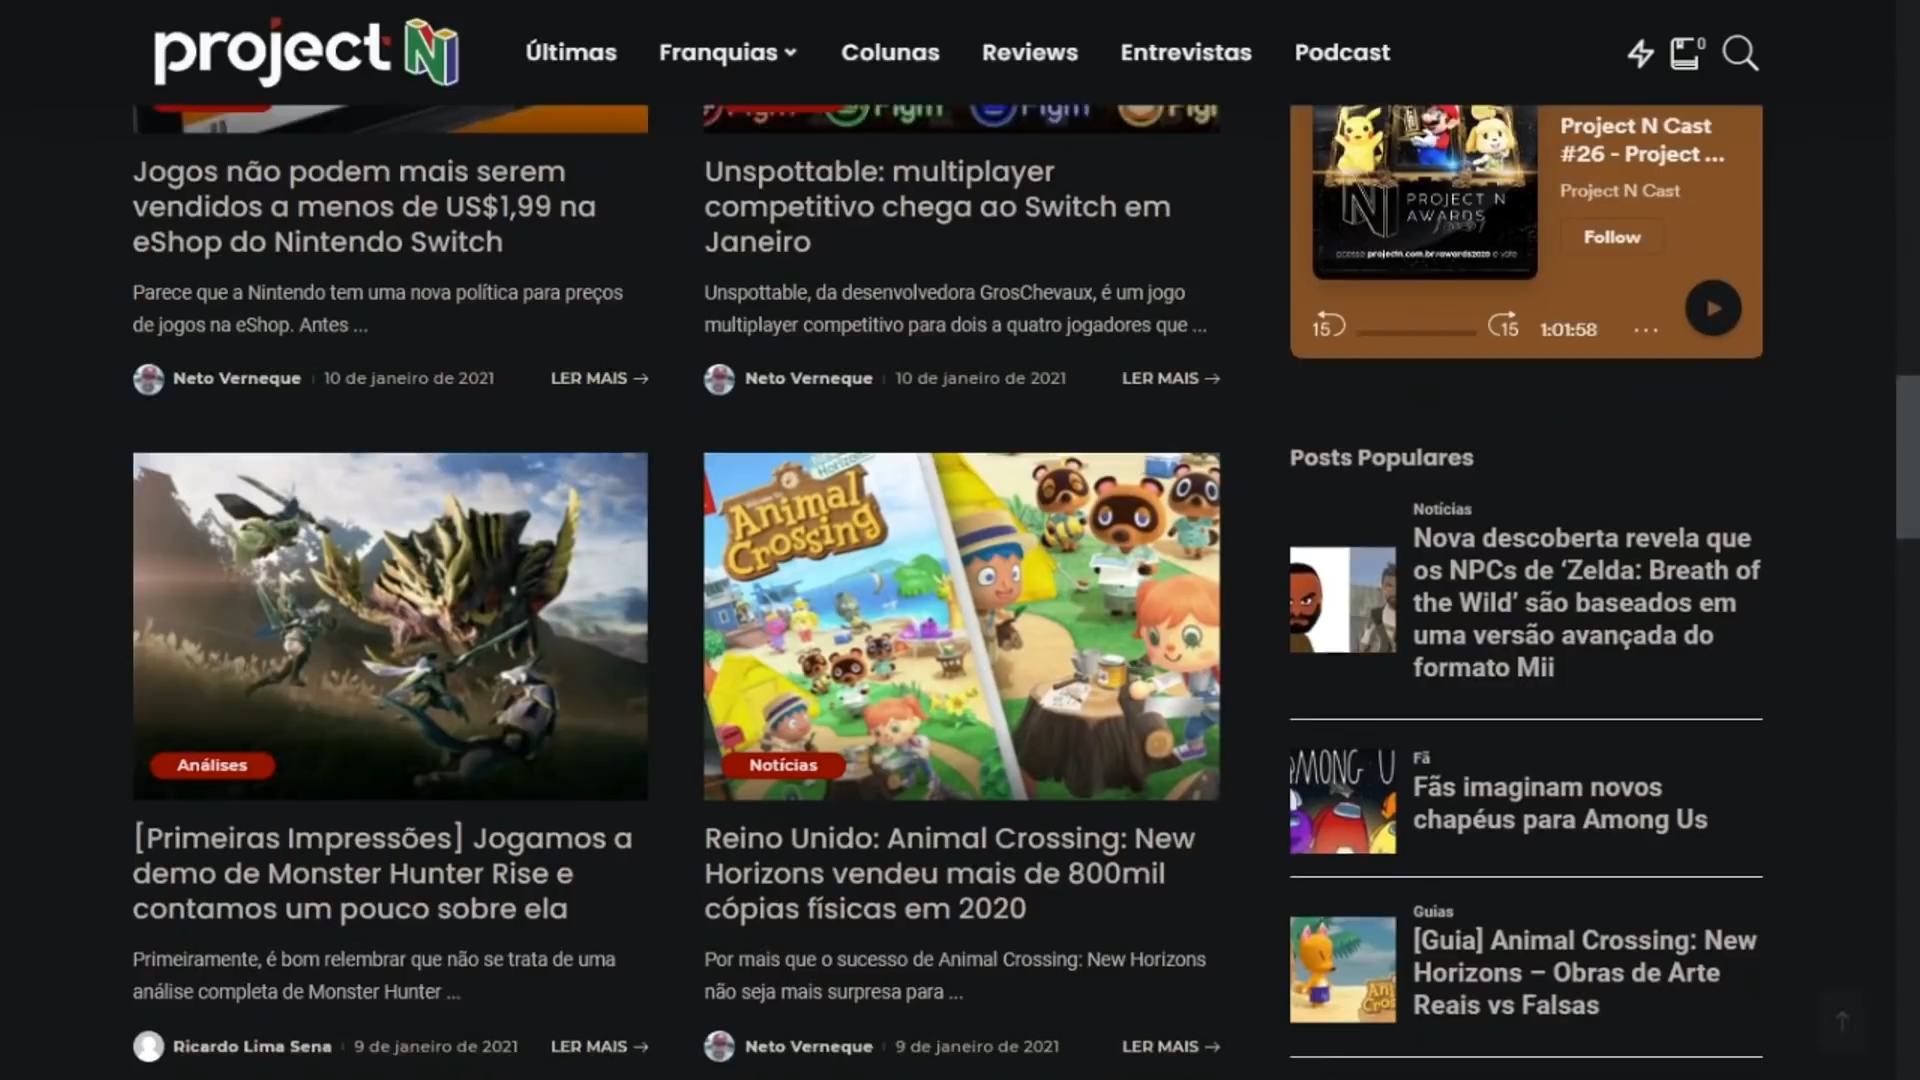 project N
Últimas
Franquias
Colunas
Reviews
Entrevistas
Podcast
0
Jogos não podem mais serem
vendidos a menos de US$1,99 na
eShop do Nintendo Switch
Parece que a Nintendo tem uma nova política para preços
de jogos na eShop. Antes ...
Neto Verneque
10 de janeiro de 2021
LER MAIS →
Unspottable: multiplayer
competitivo chega ao Switch em
Janeiro
Unspottable, da desenvolvedora GrosChevaux, é um jogo
multiplayer competitivo para dois a quatro jogadores que ...
Neto Verneque
10 de janeiro de 2021
LER MAIS →
PROJECT N
AWARDS
acesse projectn.com.br/awards2020 e vote
Project N Cast
#26 - Project ...
Project N Cast
Follow
15
15
1:01:58
...
Análises
[Primeiras Impressões] Jogamos a
demo de Monster Hunter Rise e
contamos um pouco sobre ela
Primeiramente, é bom relembrar que não se trata de uma
análise completa de Monster Hunter ...
Ricardo Lima Sena
9 de janeiro de 2021
LER MAIS →
Animal
Crossing
Notícias
Reino Unido: Animal Crossing: New
Horizons vendeu mais de 800mil
cópias físicas em 2020
Por mais que o sucesso de Animal Crossing: New Horizons
não seja mais surpresa para ...
Neto Verneque
9 de janeiro de 2021
LER MAIS →
Posts Populares
Notícias
Nova descoberta revela que
os NPCs de ‘Zelda: Breath of
the Wild’ são baseados em
uma versão avançada do
formato Mii
AMONG U
Fã
Fãs imaginam novos
chapéus para Among Us
Guias
[Guia] Animal Crossing: New
Horizons – Obras de Arte
Reais vs Falsas